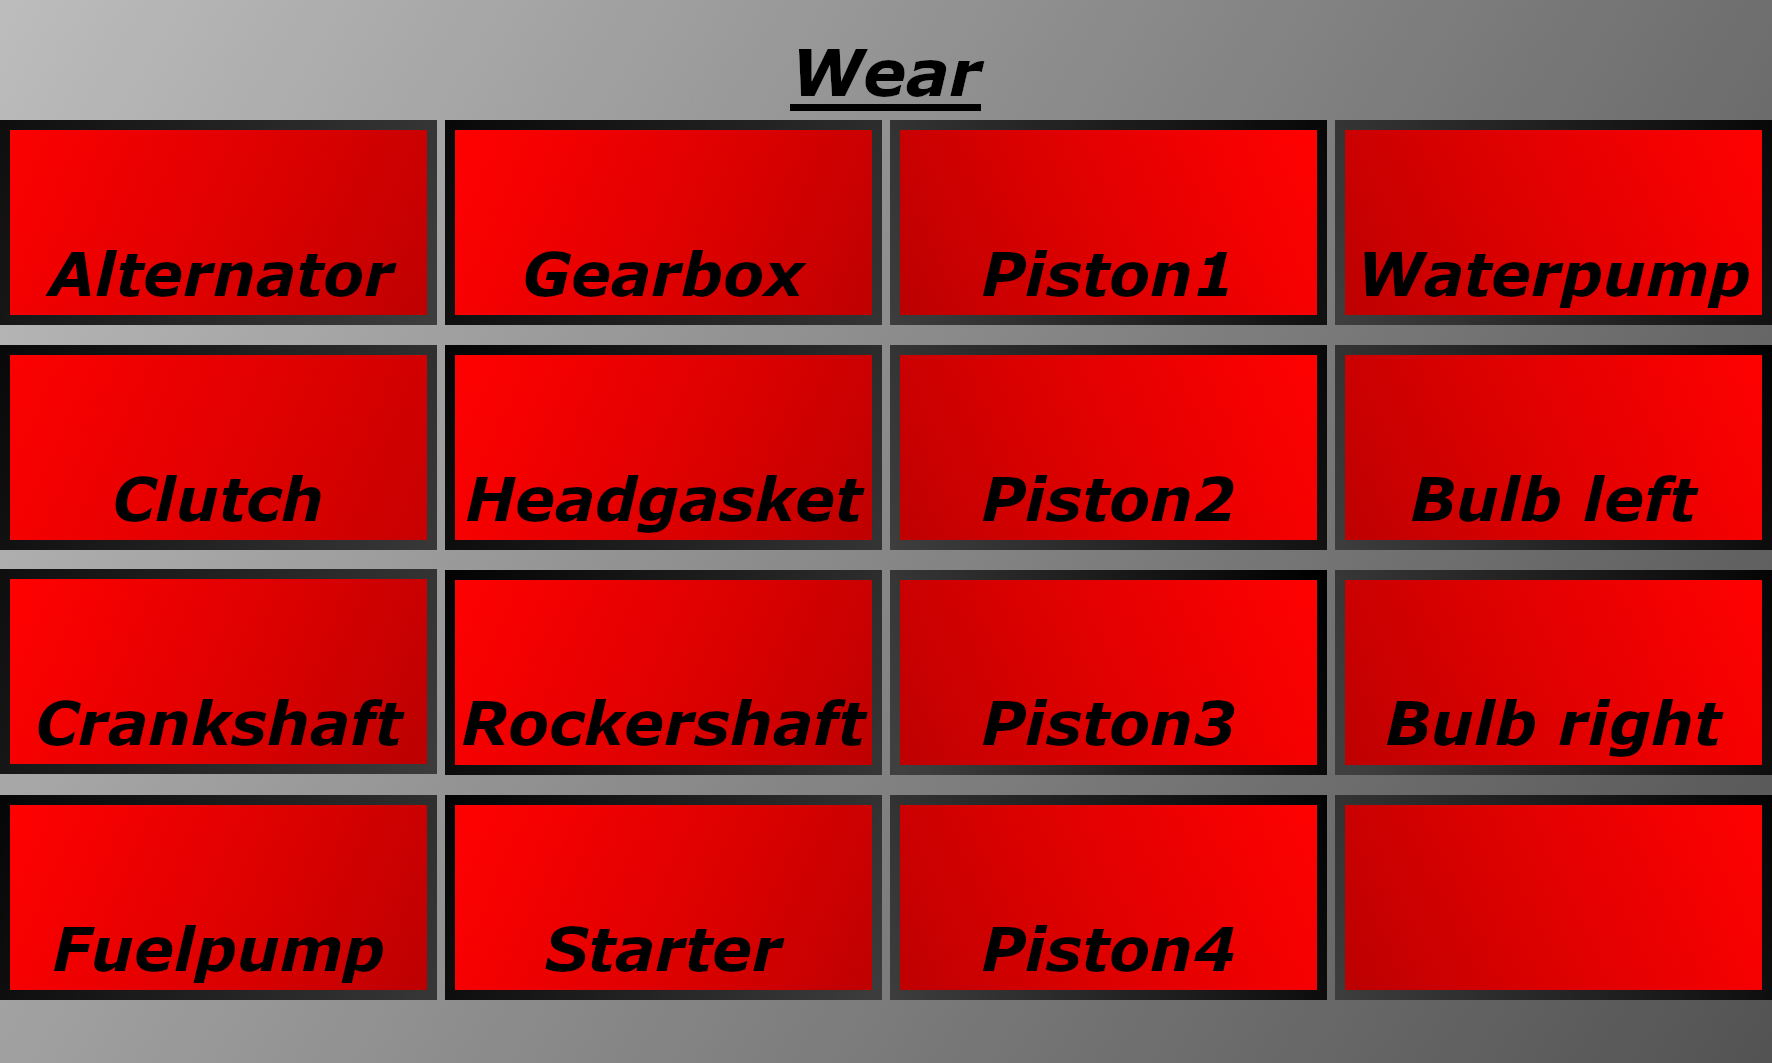 Wear
Alternator
Gearbox
Piston1
Waterpump
Clutch
Headgasket
Piston2
Bulb left
Crankshaft
Rockershaft
Piston3
Bulb right
Fuelpump
Starter
Piston4